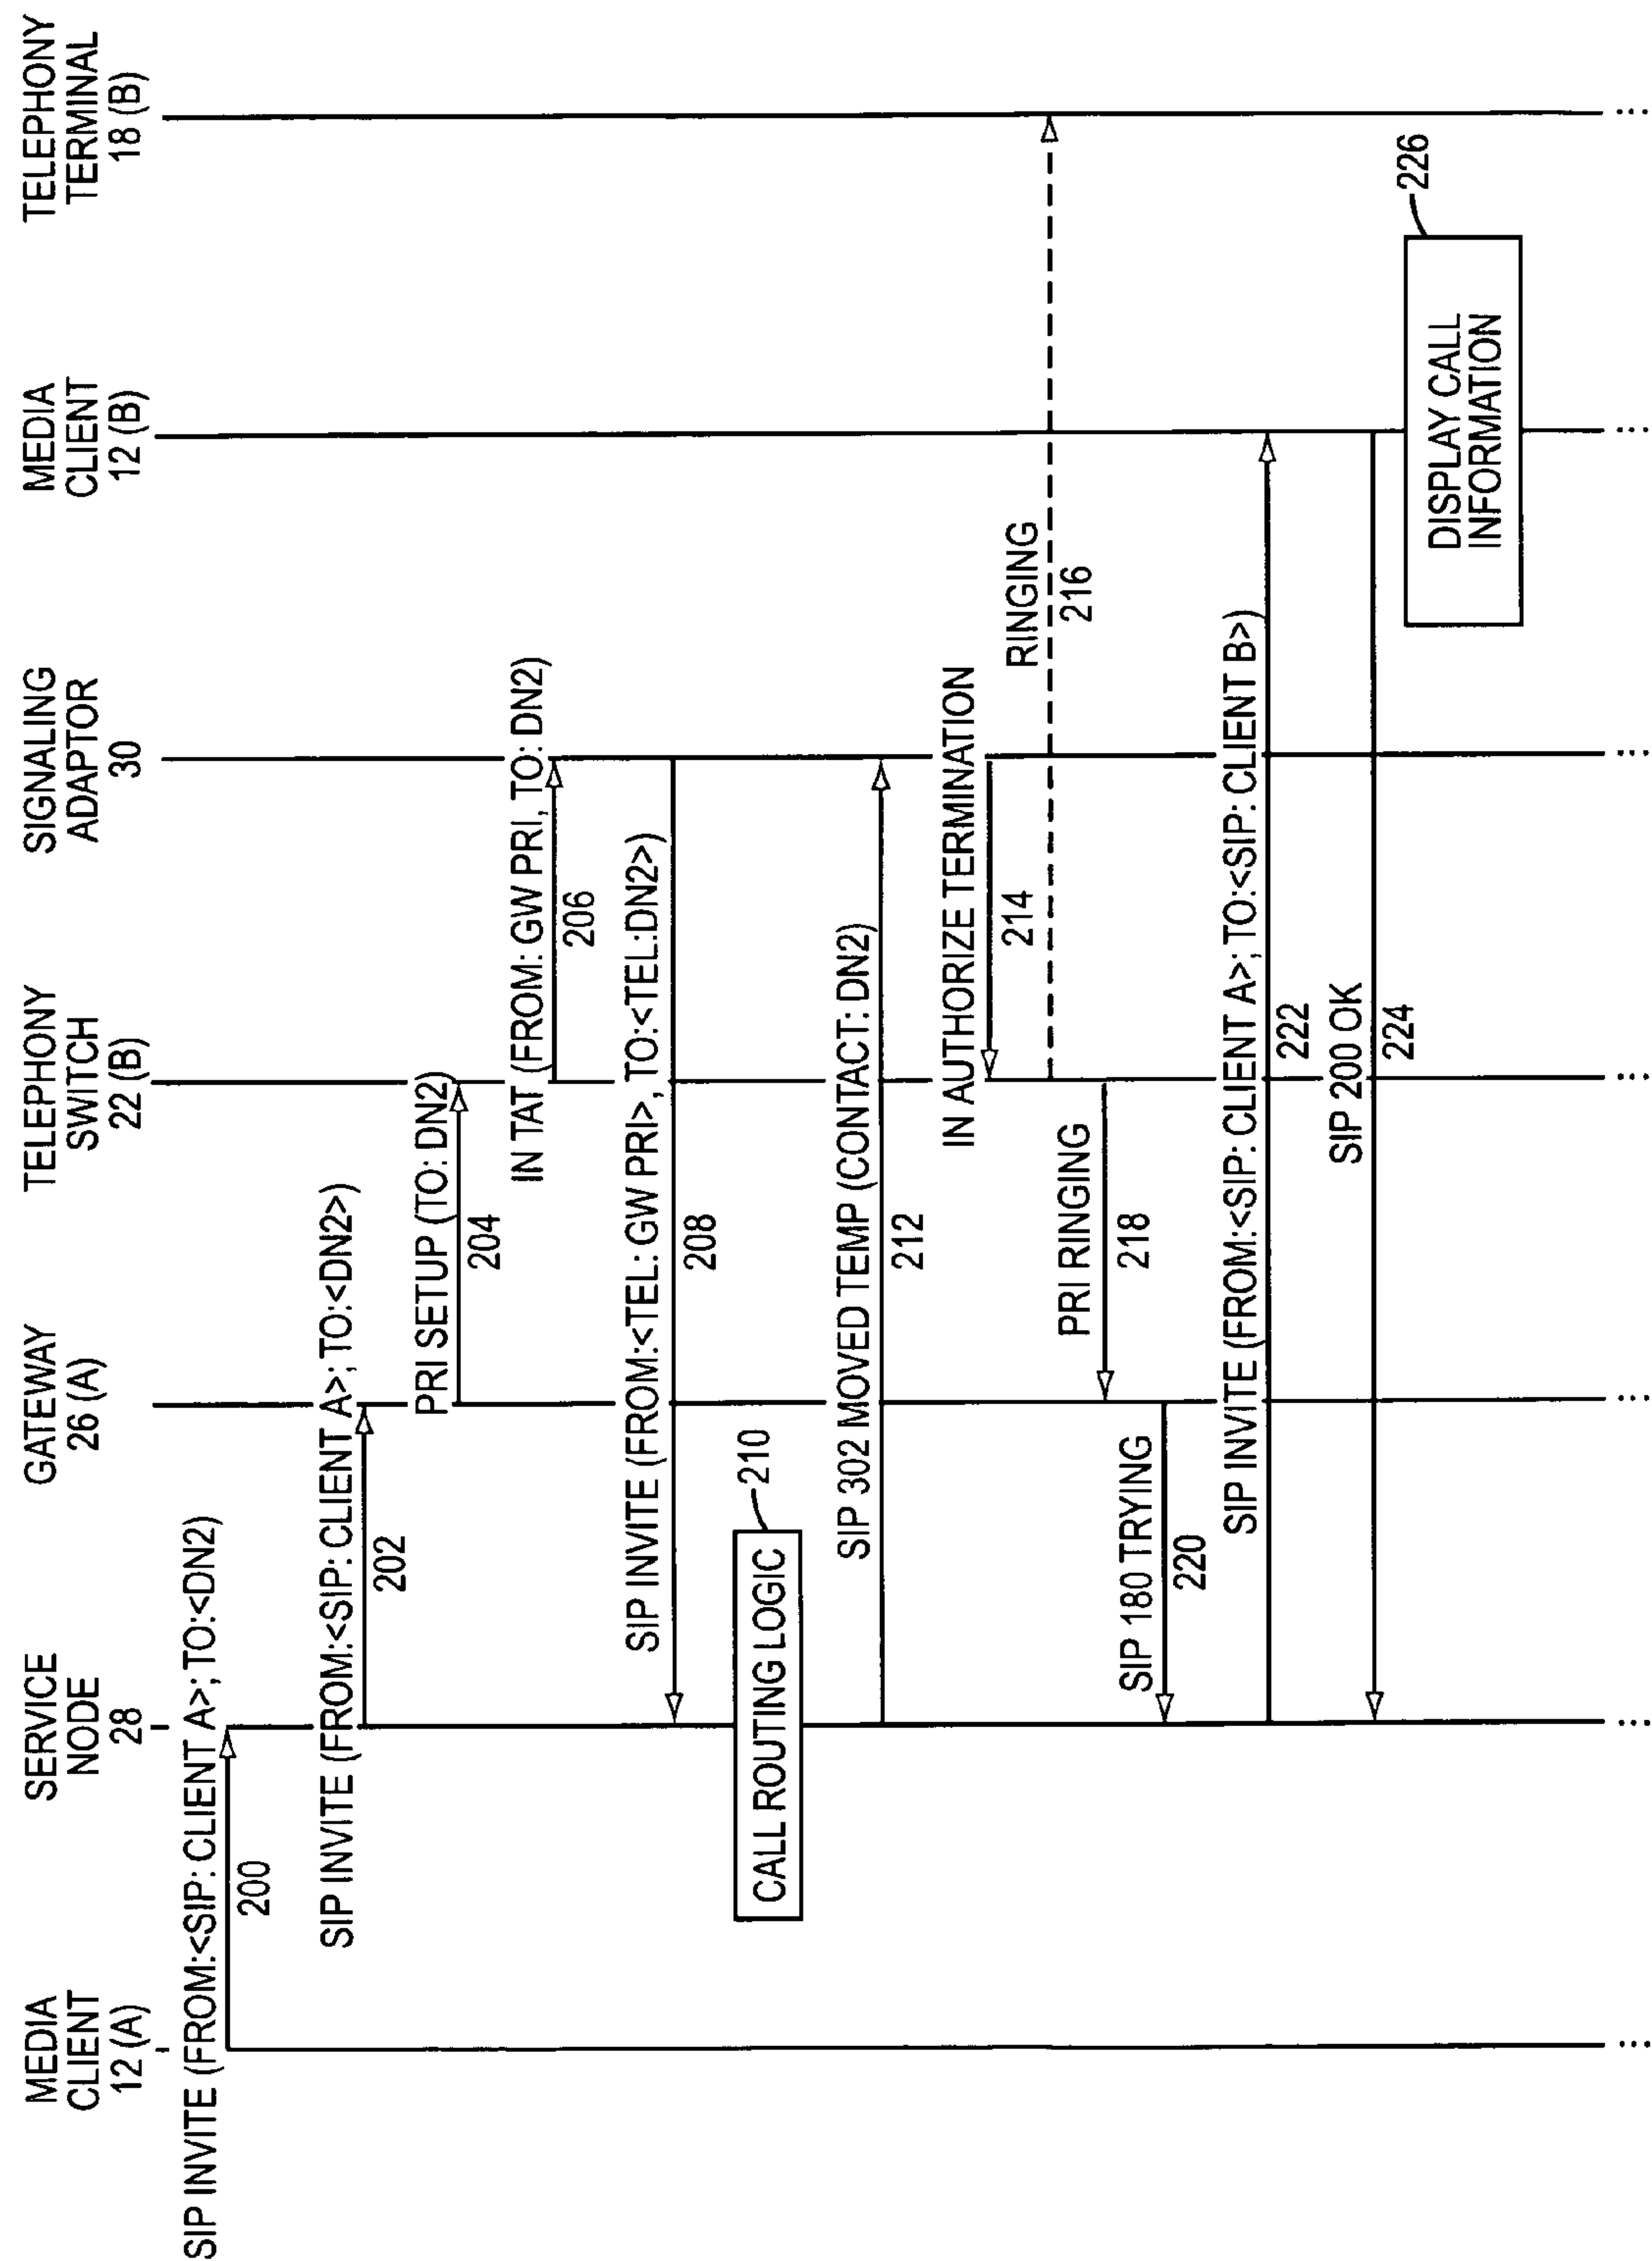 MEDIA
CLIENT
12 (A)
SERVICE
NODE
28
GATEWAY
26 (A)
TELEPHONY
SWITCH
22 (B)
SIGNALING
ADAPTOR
30
MEDIA
CLIENT
12 (B)
TELEPHONY
TERMINAL
18 (B)
SIP INVITE (FROM:<SIP: CLIENT A>; TO:<DN2)
200
SIP INVITE (FROM:<SIP: CLIENT A>; TO:<DN2>)
202
PRI SETUP (TO: DN2)
204
IN TAT (FROM: GW PRI, TO: DN2)
206
SIP INVITE (FROM:<TEL: GW PRI>, TO:<TEL:DN2>)
208
CALL ROUTING LOGIC
210
SIP 302 MOVED TEMP (CONTACT: DN2)
212
IN AUTHORIZE TERMINATION
214
RINGING
216
PRI RINGING
218
SIP 180 TRYING
220
SIP INVITE (FROM:<SIP: CLIENT A>; TO:<SIP: CLIENT B>)
222
SIP 200 OK
224
DISPLAY CALL
INFORMATION
226
...
...
...
...
...
...
...